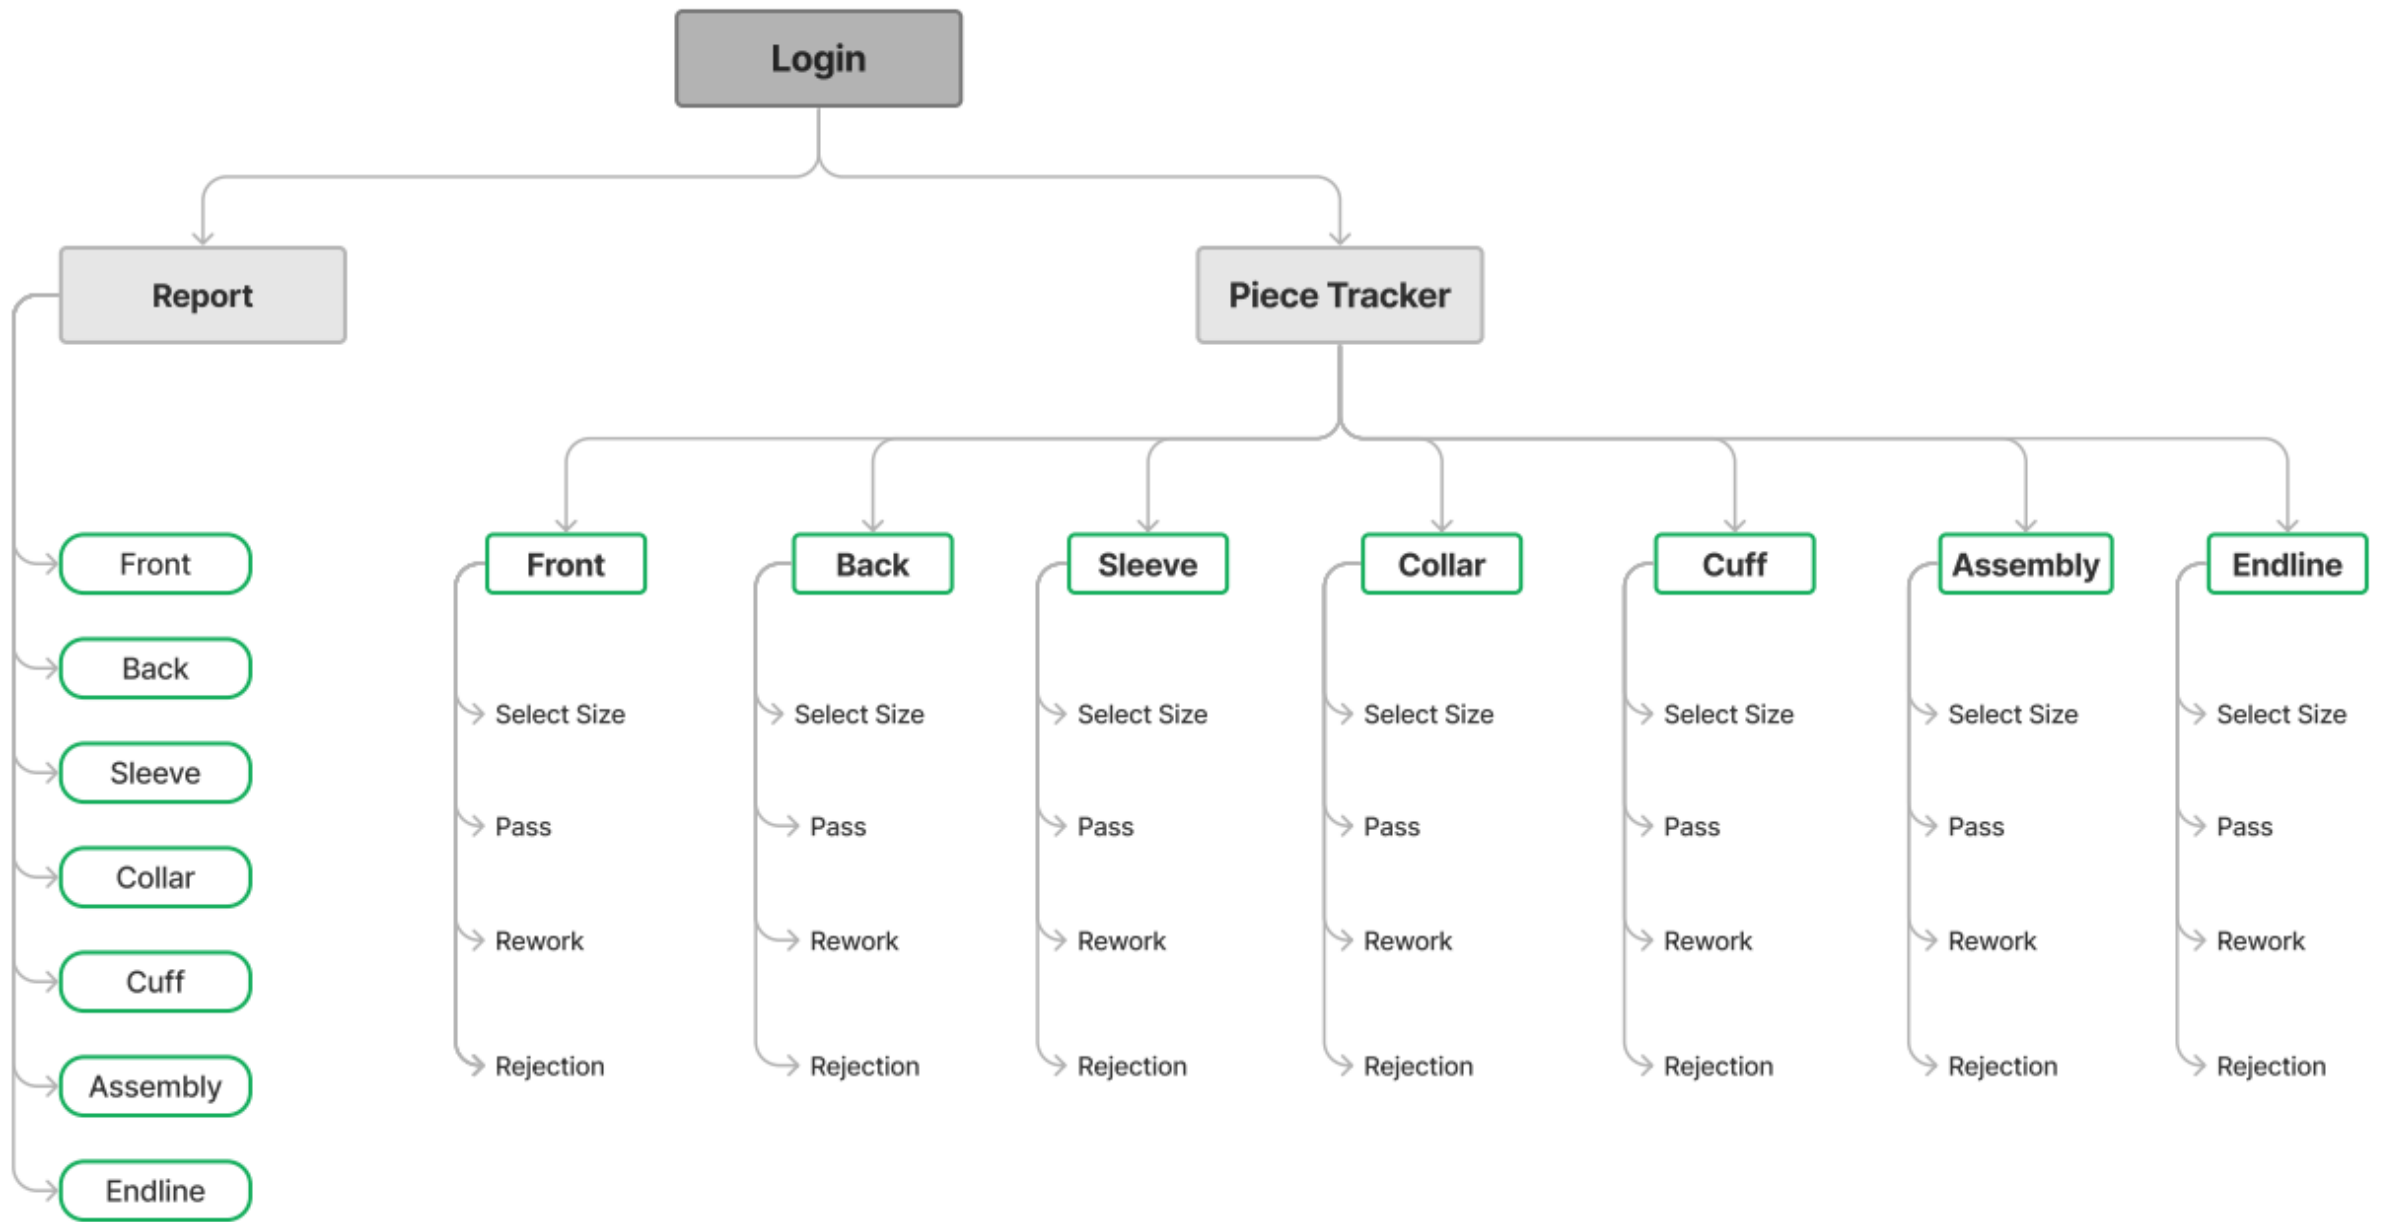 Login
Report
Piece Tracker
Front
Back
Sleeve
Collar
Cuff
Assembly
Endline
Front
Select Size
Pass
Rework
Rejection
Back
Select Size
Pass
Rework
Rejection
Sleeve
Select Size
Pass
Rework
Rejection
Collar
Select Size
Pass
Rework
Rejection
Cuff
Select Size
Pass
Rework
Rejection
Assembly
Select Size
Pass
Rework
Rejection
Endline
Select Size
Pass
Rework
Rejection